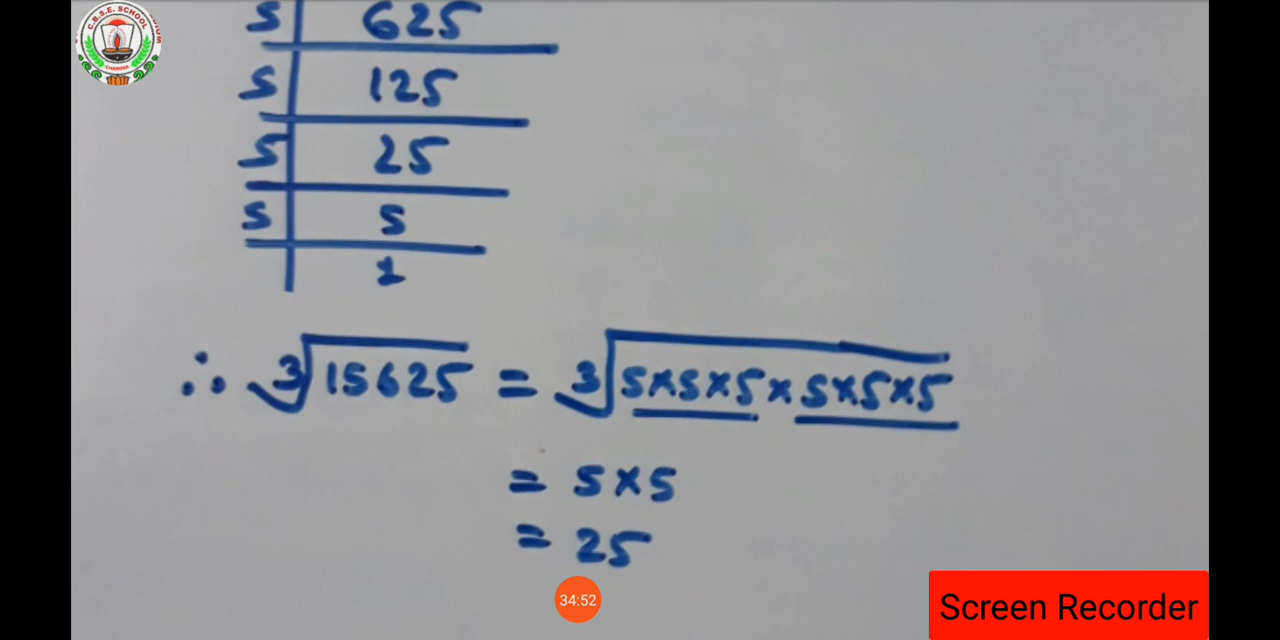 C.B.S.E. SCHOOL
5 625
5 125
5 25
5 5
1
∴ ∛15625 = ∛5×5×5×5×5×5
= 5×5
= 25
34:52
Screen Recorder